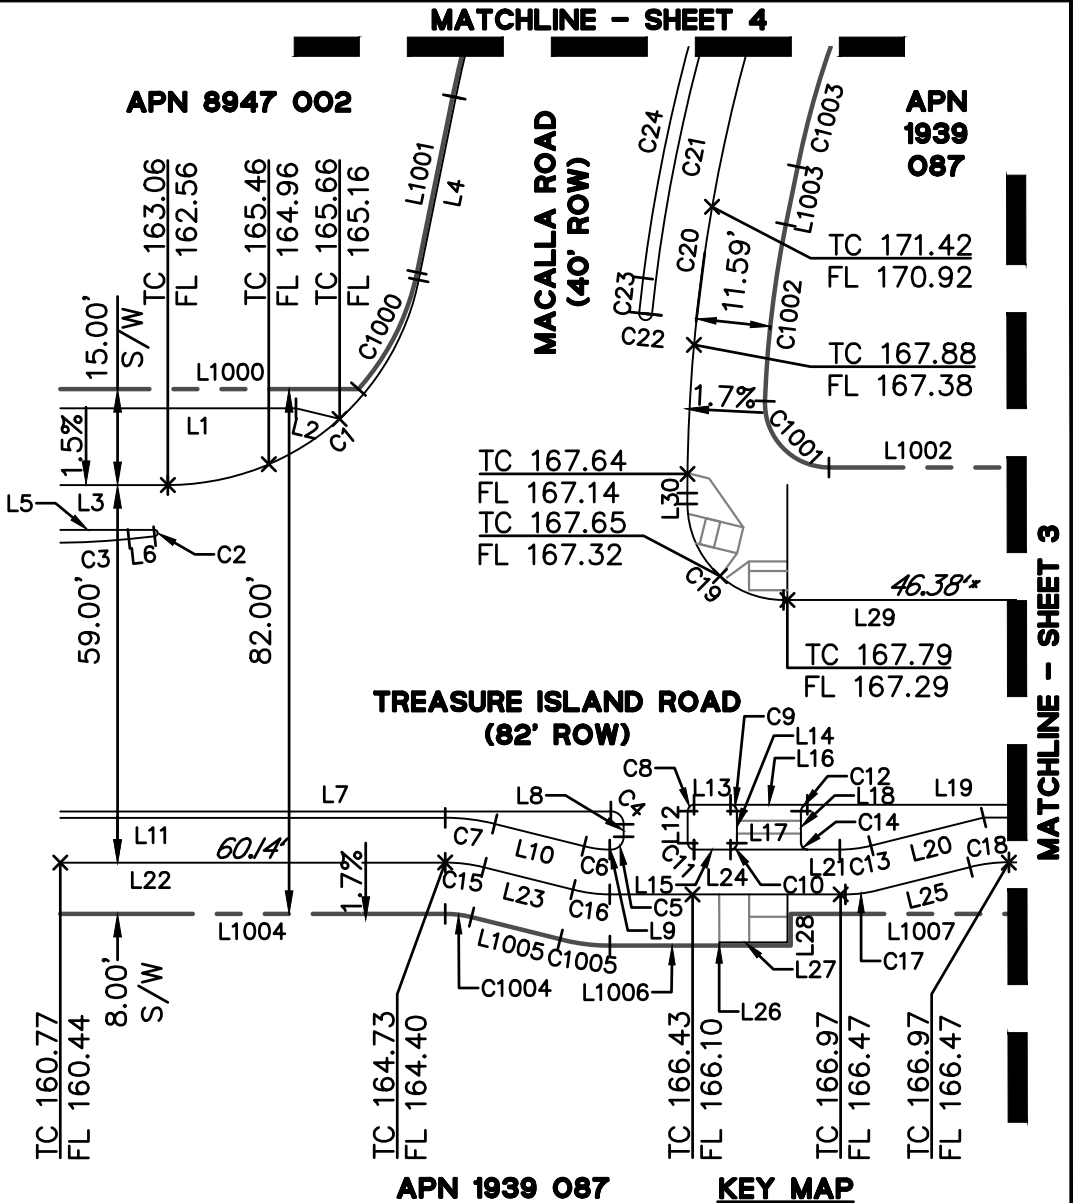 MATCHLINE - SHEET 4
APN 8947 002
APN
1939
087
MACALLA ROAD
(40' ROW)
C24
C21
C1003
L1001
L4
L1003
TC 163.06
FL 162.56
TC 165.46
FL 164.96
TC 165.66
FL 165.16
C20
11.59'
TC 171.42
FL 170.92
C23
C22
C1002
15.00'
S/W
C1000
L1000
TC 167.88
FL 167.38
1.7%
C1001
L1002
1.5%
L1
L2
C1
TC 167.64
FL 167.14
L30
TC 167.65
FL 167.32
L3
L5
C3
L6
C2
C19
46.38'*
L29
59.00'
82.00'
TC 167.79
FL 167.29
MATCHLINE - SHEET 3
TREASURE ISLAND ROAD
(82' ROW)
C9
L14
L16
C8
L13
C12
L18
L19
L7
L8
C4
L12
L17
C14
L11
C7
L10
C6
C11
L21
C13
L20
C18
60.14'
L22
1.7%
C15
L23
C16
L15
L24
C10
L25
C5
L9
L1004
L1005
C1005
L28
L1007
C17
L27
C1004
L1006
L26
8.00'
S/W
TC 160.77
FL 160.44
TC 164.73
FL 164.40
TC 166.43
FL 166.10
TC 166.97
FL 166.47
TC 166.97
FL 166.47
APN 1939 087
KEY MAP